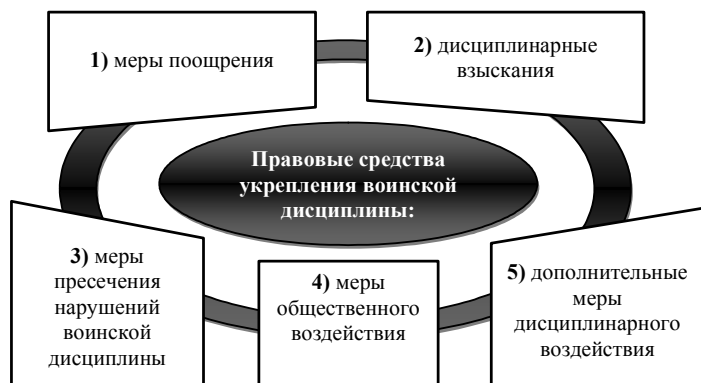 1) меры поощрения
2) дисциплинарные
взыскания
Правовые средства
укрепления воинской
дисциплины:
3) меры
пресечения
нарушений
воинской
дисциплины
4) меры
общественного
воздействия
5) дополнительные
меры
дисциплинарного
воздействия